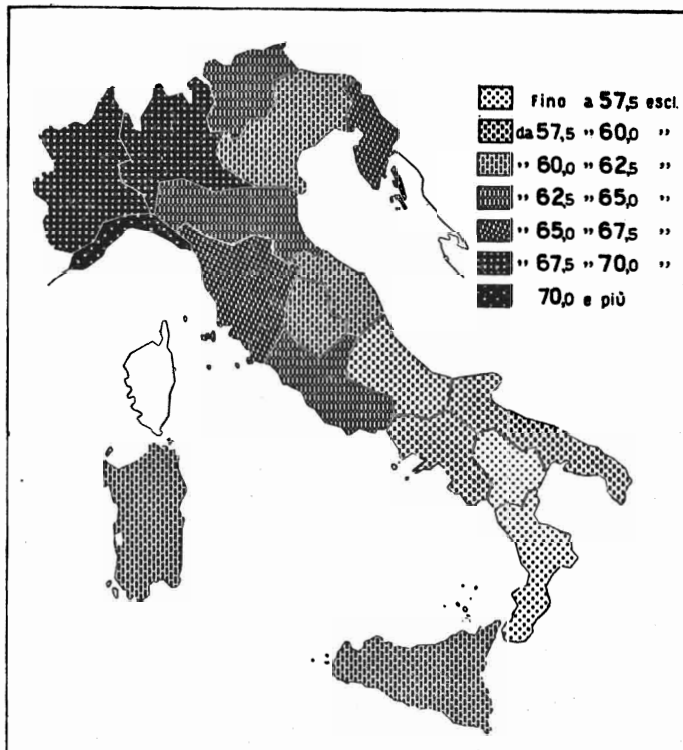 Fino a 57,5 escl.
da 57,5 „ 60,0 „
„ 60,0 „ 62,5 „
„ 62,5 „ 65,0 „
„ 65,0 „ 67,5 „
„ 67,5 „ 70,0 „
70,0 e più